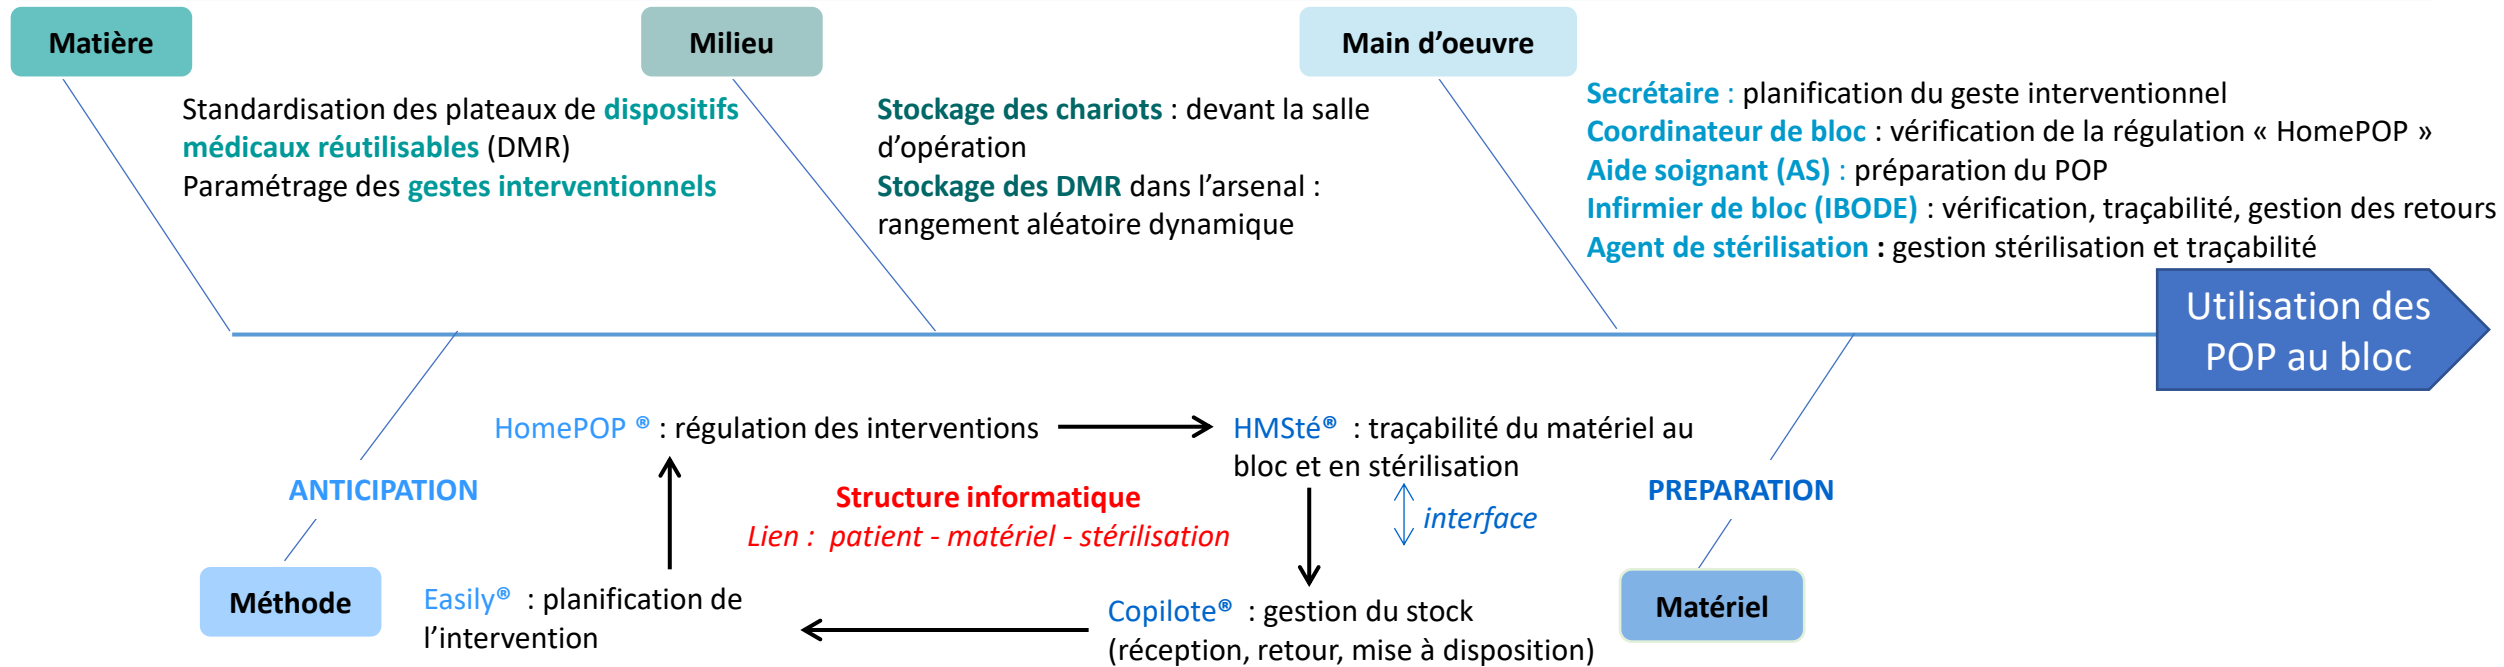 Matière
Milieu
Main d'oeuvre
Standardisation des plateaux de dispositifs
médicaux réutilisables (DMR)
Paramétrage des gestes interventionnels
Stockage des chariots : devant la salle
d'opération
Stockage des DMR dans l'arsenal :
rangement aléatoire dynamique
Secrétaire : planification du geste interventionnel
Coordinateur de bloc : vérification de la régulation « HomePOP »
Aide soignant (AS) : préparation du POP
Infirmier de bloc (IBODE) : vérification, traçabilité, gestion des retours
Agent de stérilisation : gestion stérilisation et traçabilité
Utilisation des
POP au bloc
HomePOP ® : régulation des interventions
HMSté® : traçabilité du matériel au
bloc et en stérilisation
ANTICIPATION
Structure informatique
Lien : patient - matériel - stérilisation
interface
PREPARATION
Méthode
Easily® : planification de
l'intervention
Copilote® : gestion du stock
(réception, retour, mise à disposition)
Matériel